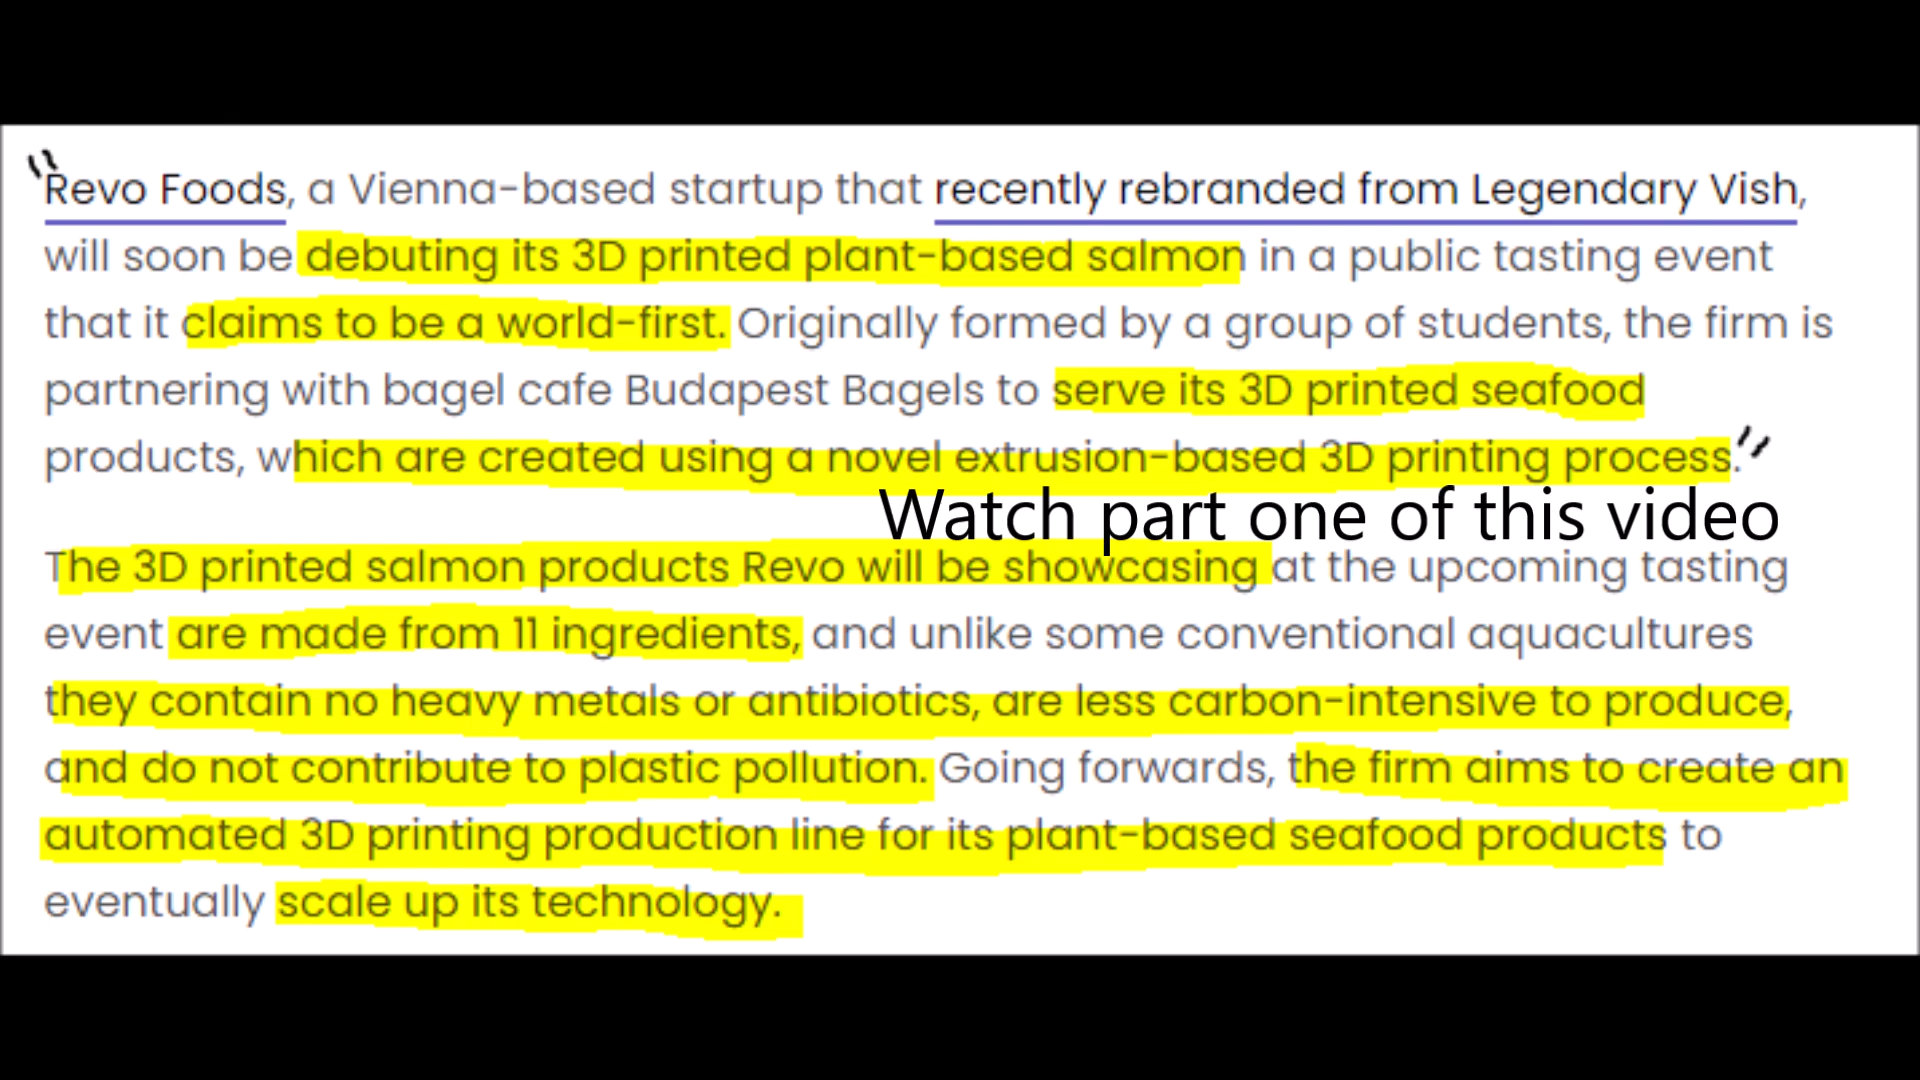 "Revo Foods, a Vienna-based startup that recently rebranded from Legendary Vish,
will soon be debuting its 3D printed plant-based salmon in a public tasting event
that it claims to be a world-first. Originally formed by a group of students, the firm is
partnering with bagel cafe Budapest Bagels to serve its 3D printed seafood
products, which are created using a novel extrusion-based 3D printing process."
Watch part one of this video
The 3D printed salmon products Revo will be showcasing at the upcoming tasting
event are made from 11 ingredients, and unlike some conventional aquacultures
they contain no heavy metals or antibiotics, are less carbon-intensive to produce,
and do not contribute to plastic pollution. Going forwards, the firm aims to create an
automated 3D printing production line for its plant-based seafood products to
eventually scale up its technology.